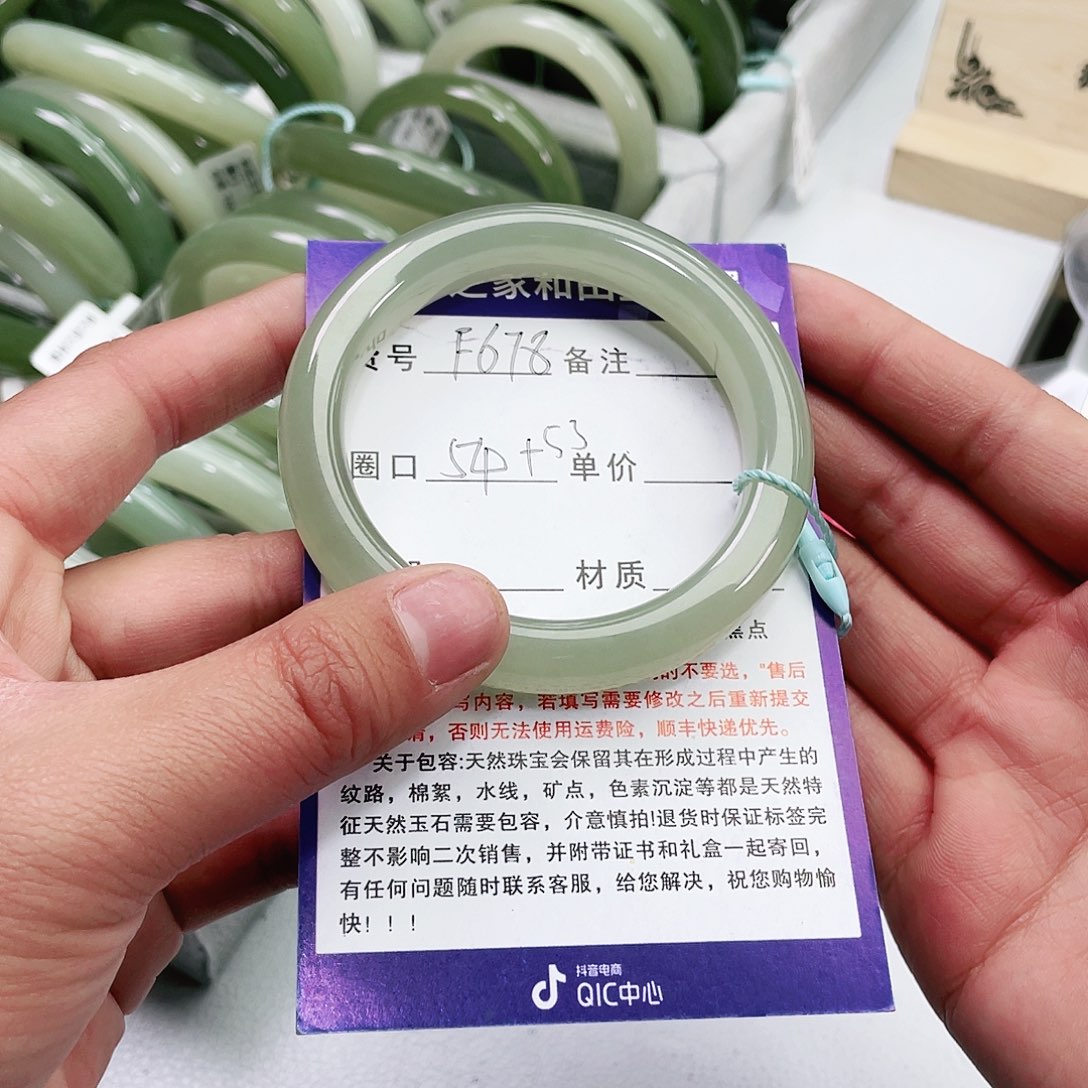 之家和田
货号 F678 备注
圈口 54+53 单价
材质
焦点
的不要选，"售后
写内容，若填写需要修改之后重新提交
请，否则无法使用运费险，顺丰快递优先。
关于包容:天然珠宝会保留其在形成过程中产生的
纹路，棉絮，水线，矿点，色素沉淀等都是天然特
征天然玉石需要包容，介意慎拍!退货时保证标签完
整不影响二次销售，并附带证书和礼盒一起寄回，
有任何问题随时联系客服，给您解决，祝您购物愉
快！！！
抖音电商
QIC中心